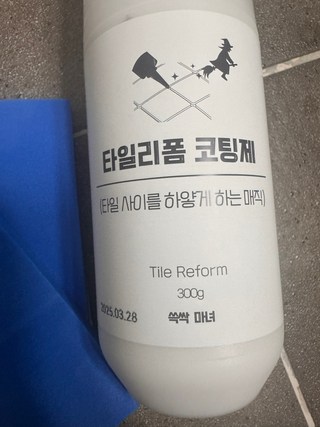 타일리폼 코팅제
(타일 사이를 하얗게 하는 매직)
Tile Reform
300g
2025.03.28
쓱싹 마녀